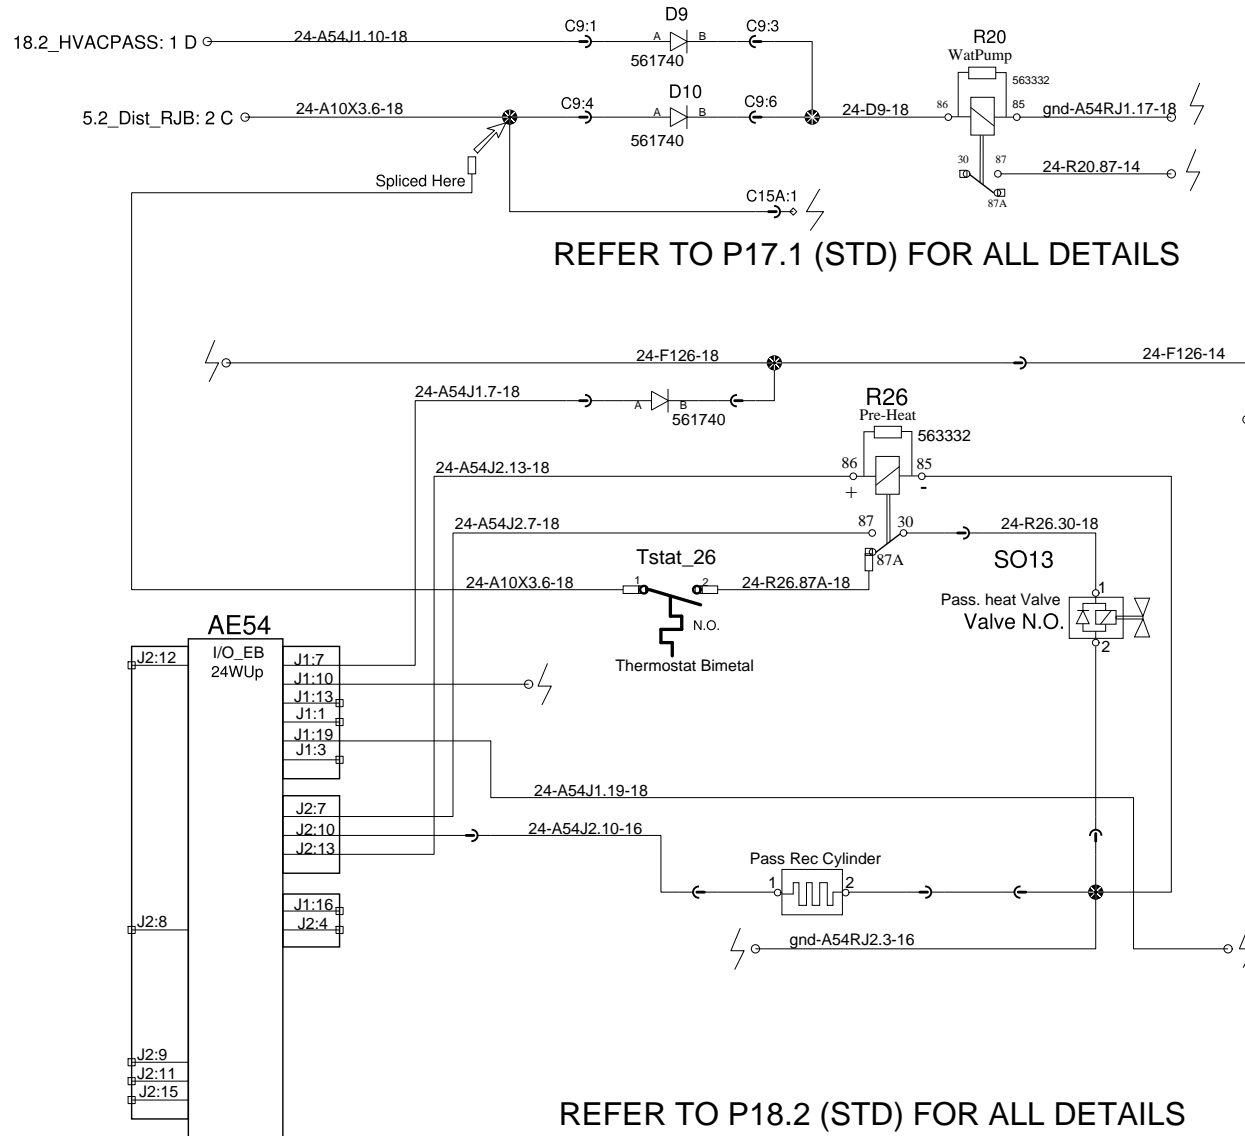 D9
18.2_HVACPASS: 1 D
24-A54J1.10-18
C9:1
A
B
C9:3
561740
R20
WatPump
563332
D10
5.2_Dist_RJB: 2 C
24-A10X3.6-18
C9:4
A
B
C9:6
561740
24-D9-18
86
85
gnd-A54RJ1.17-18
Spliced Here
30
87
24-R20.87-14
87A
C15A:1
REFER TO P17.1 (STD) FOR ALL DETAILS
24-F126-18
24-F126-14
24-A54J1.7-18
A
B
561740
R26
Pre-Heat
563332
24-A54J2.13-18
86
85
+
-
24-A54J2.7-18
87
30
24-R26.30-18
87A
Tstat_26
SO13
24-A10X3.6-18
1
2
24-R26.87A-18
N.O.
Thermostat Bimetal
1
Pass. heat Valve
Valve N.O.
2
AE54
I/O_EB
24WUp
J2:12
J1:7
J1:10
J1:13
J1:1
J1:19
J1:3
24-A54J1.19-18
J2:7
J2:10
24-A54J2.10-16
J2:13
Pass Rec Cylinder
1
2
J1:16
J2:8
J2:4
gnd-A54RJ2.3-16
J2:9
J2:11
J2:15
REFER TO P18.2 (STD) FOR ALL DETAILS